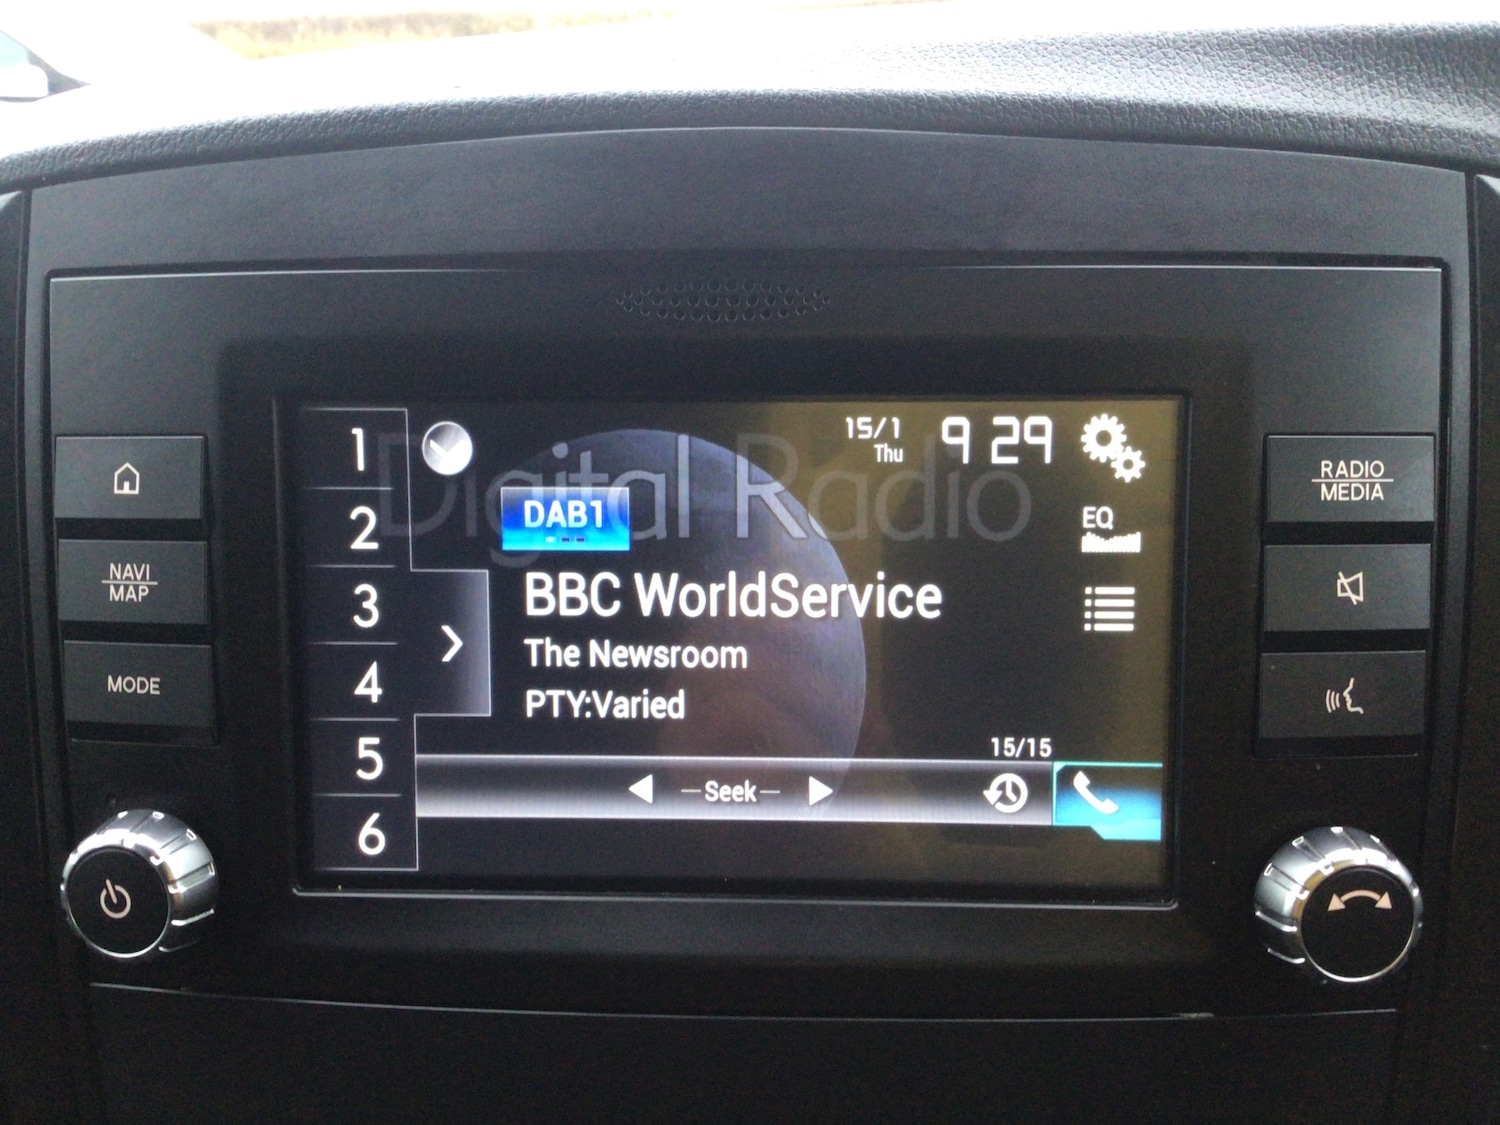 1
2
3
4
5
6
Digital Radio
15/1
Thu
9 29
DAB1
EQ
BBC WorldService
The Newsroom
PTY:Varied
15/15
Seek
NAVI
MAP
MODE
RADIO
MEDIA